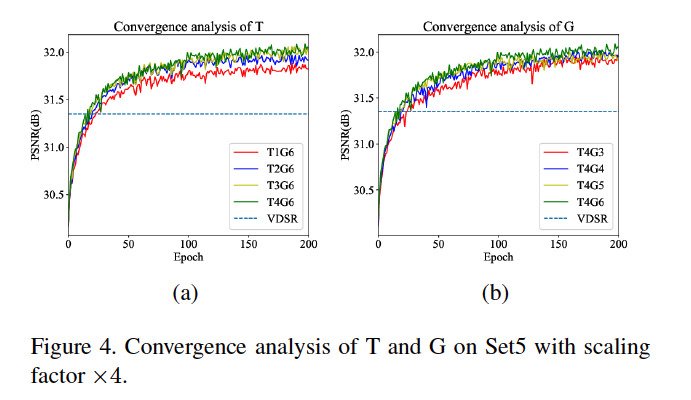 Convergence analysis of T
PSNR(dB)
32.0
31.5
31.0
30.5
0
50
100
150
200
Epoch
T1G6
T2G6
T3G6
T4G6
VDSR
(a)
Convergence analysis of G
PSNR(dB)
32.0
31.5
31.0
30.5
0
50
100
150
200
Epoch
T4G3
T4G4
T4G5
T4G6
VDSR
(b)
Figure 4. Convergence analysis of T and G on Set5 with scaling
factor ×4.